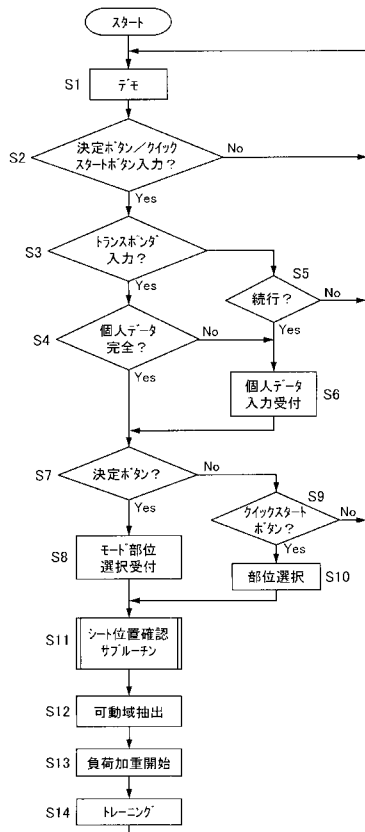 スタート
S1
デモ
S2
決定ボタン／クイック
スタートボタン入力？
No
Yes
S3
トランスポンダ
入力？
Yes
S5
続行？
No
Yes
S4
個人データ
完全？
No
Yes
個人データ
入力受付
S6
S7
決定ボタン？
No
Yes
S9
クイックスタート
ボタン？
No
Yes
S8
モード部位
選択受付
部位選択
S10
S11
シート位置確認
サブルーチン
S12
可動域抽出
S13
負荷加重開始
S14
トレーニング